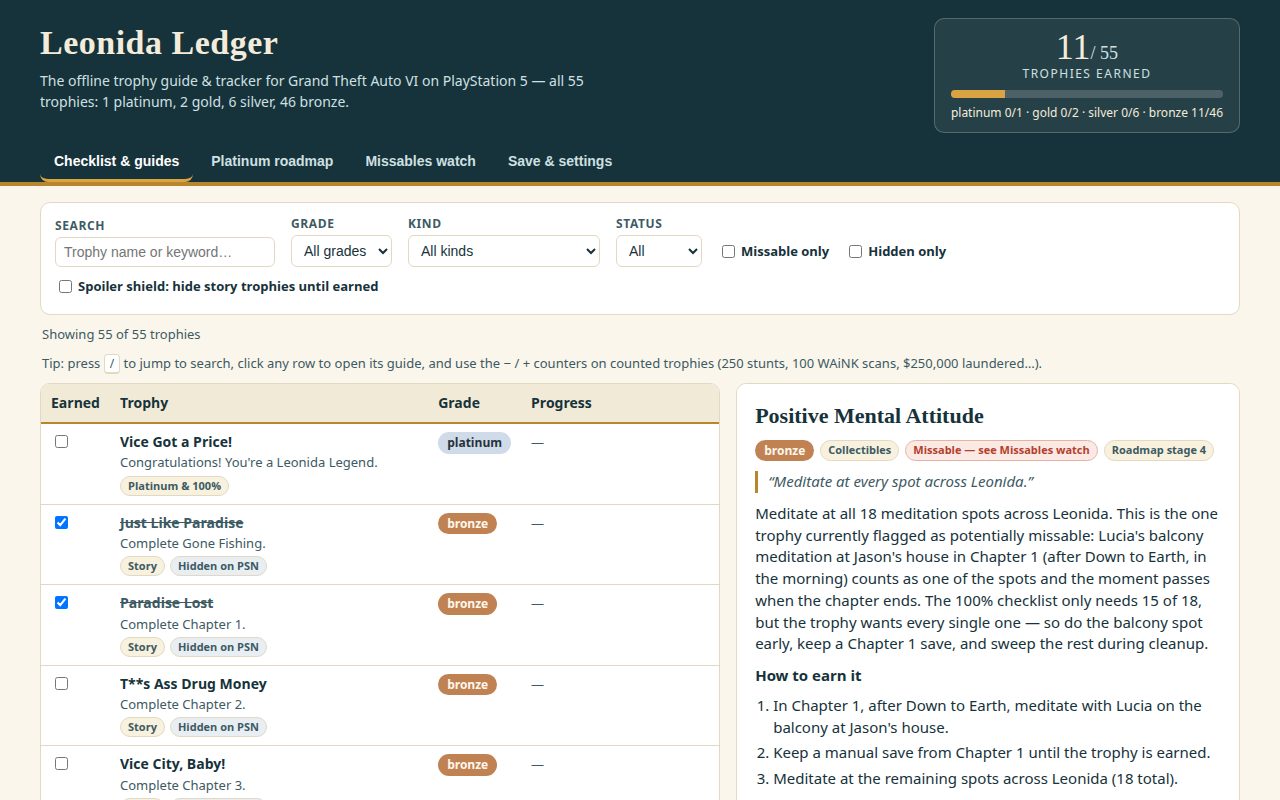 Leonida Ledger
The offline trophy guide & tracker for Grand Theft Auto VI on PlayStation 5 — all 55
trophies: 1 platinum, 2 gold, 6 silver, 46 bronze.
11/ 55
TROPHIES EARNED
platinum 0/1 · gold 0/2 · silver 0/6 · bronze 11/46
Checklist & guides
Platinum roadmap
Missables watch
Save & settings
SEARCH
Trophy name or keyword…
GRADE
All grades
KIND
All kinds
STATUS
All
Missable only
Hidden only
Spoiler shield: hide story trophies until earned
Showing 55 of 55 trophies
Tip: press / to jump to search, click any row to open its guide, and use the − / + counters on counted trophies (250 stunts, 100 WAiNK scans, $250,000 laundered…).
Earned Trophy Grade Progress
Vice Got a Price! platinum —
Congratulations! You're a Leonida Legend.
Platinum & 100%
Just Like Paradise bronze —
Complete Gone Fishing.
Story Hidden on PSN
Paradise Lost bronze —
Complete Chapter 1.
Story Hidden on PSN
T**s Ass Drug Money bronze —
Complete Chapter 2.
Story Hidden on PSN
Vice City, Baby! bronze —
Complete Chapter 3.
Positive Mental Attitude
bronze Collectibles Missable — see Missables watch Roadmap stage 4
“Meditate at every spot across Leonida.”
Meditate at all 18 meditation spots across Leonida. This is the one
trophy currently flagged as potentially missable: Lucia's balcony
meditation at Jason's house in Chapter 1 (after Down to Earth, in
the morning) counts as one of the spots and the moment passes
when the chapter ends. The 100% checklist only needs 15 of 18,
but the trophy wants every single one — so do the balcony spot
early, keep a Chapter 1 save, and sweep the rest during cleanup.
How to earn it
1. In Chapter 1, after Down to Earth, meditate with Lucia on the
balcony at Jason's house.
2. Keep a manual save from Chapter 1 until the trophy is earned.
3. Meditate at the remaining spots across Leonida (18 total).